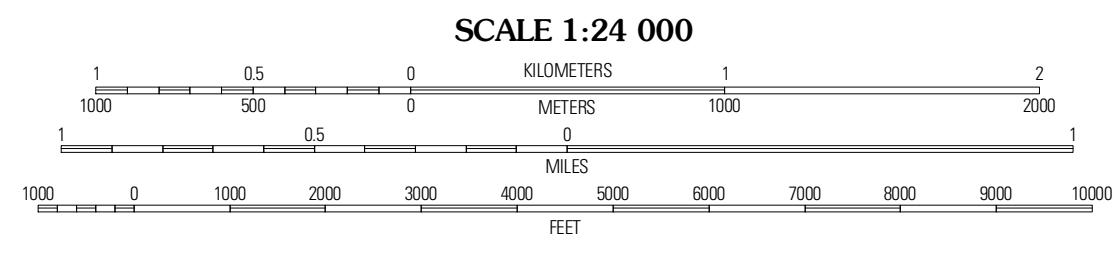 SCALE 1:24 000
1 0.5 0 KILOMETERS 1 2
1000 500 0 METERS 1000 2000
1 0.5 0 1
MILES
1000 0 1000 2000 3000 4000 5000 6000 7000 8000 9000 10000
FEET